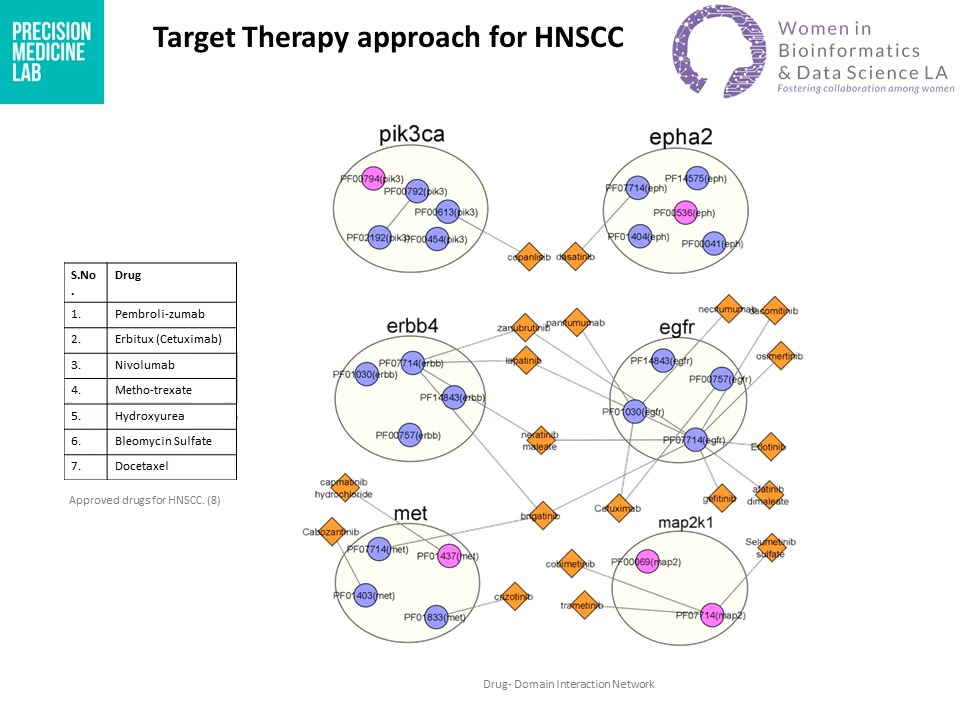 PRECISION
MEDICINE
LAB
Target Therapy approach for HNSCC
Women in
Bioinformatics
& Data Science LA
Fostering collaboration among women
pik3ca
PF00794(pik3)
PF00792(pik3)
PF00613(pik3)
PF02192(pik3)
PF00454(pik3)
copanlisib
epha2
PF14575(eph)
PF07714(eph)
PF00536(eph)
PF01404(eph)
PF00041(eph)
dasatinib
S.No
.
Drug
1. Pembroli-zumab
2. Erbitux (Cetuximab)
3. Nivolumab
4. Metho-trexate
5. Hydroxyurea
6. Bleomycin Sulfate
7. Docetaxel
Approved drugs for HNSCC. (8)
erbb4
PF07714(erbb)
PF01030(erbb)
PF14843(erbb)
PF00757(erbb)
zanubrutinib
panitumumab
lapatinib
neratinib
maleate
brigatinib
egfr
PF14843(egfr)
PF00757(egfr)
PF01030(egfr)
PF07714(egfr)
necitumumab
dacomitinib
osimertinib
Erlotinib
afatinib
dimaleate
gefitinib
Cetuximab
capmatinib
hydrochloride
Cabozantinib
met
PF07714(met)
PF01437(met)
PF01403(met)
PF01833(met)
crizotinib
map2k1
PF00069(map2)
PF07714(map2)
cobimetinib
trametinib
Selumetinib
sulfate
Drug- Domain Interaction Network